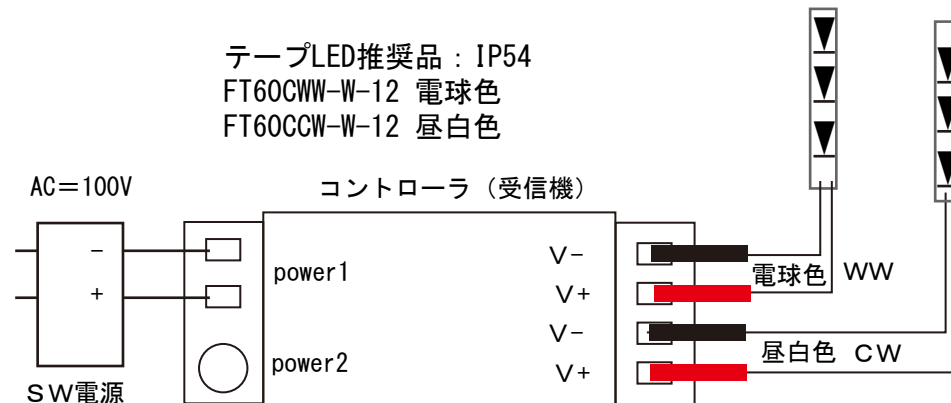 テープLED推奨品：IP54
FT60CWW-W-12 電球色
FT60CCW-W-12 昼白色
AC＝100V
コントローラ（受信機）
−
+
power1
power2
V−
V+
V−
V+
電球色 WW
昼白色 CW
SW電源